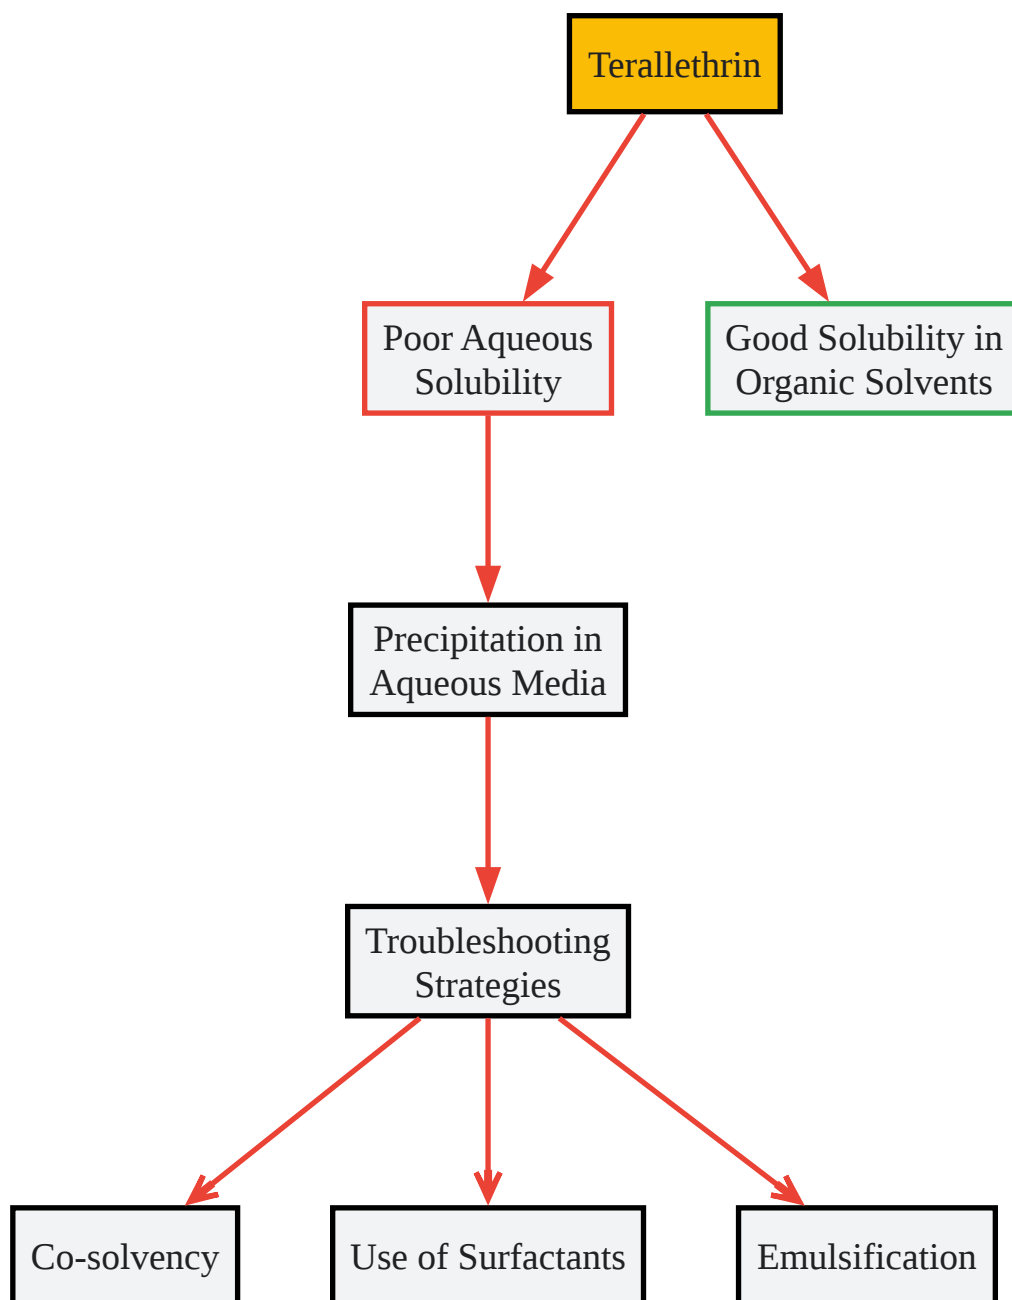 Terallethrin
Poor Aqueous
Solubility
Good Solubility in
Organic Solvents
Precipitation in
Aqueous Media
Troubleshooting
Strategies
Co-solvency
Use of Surfactants
Emulsification